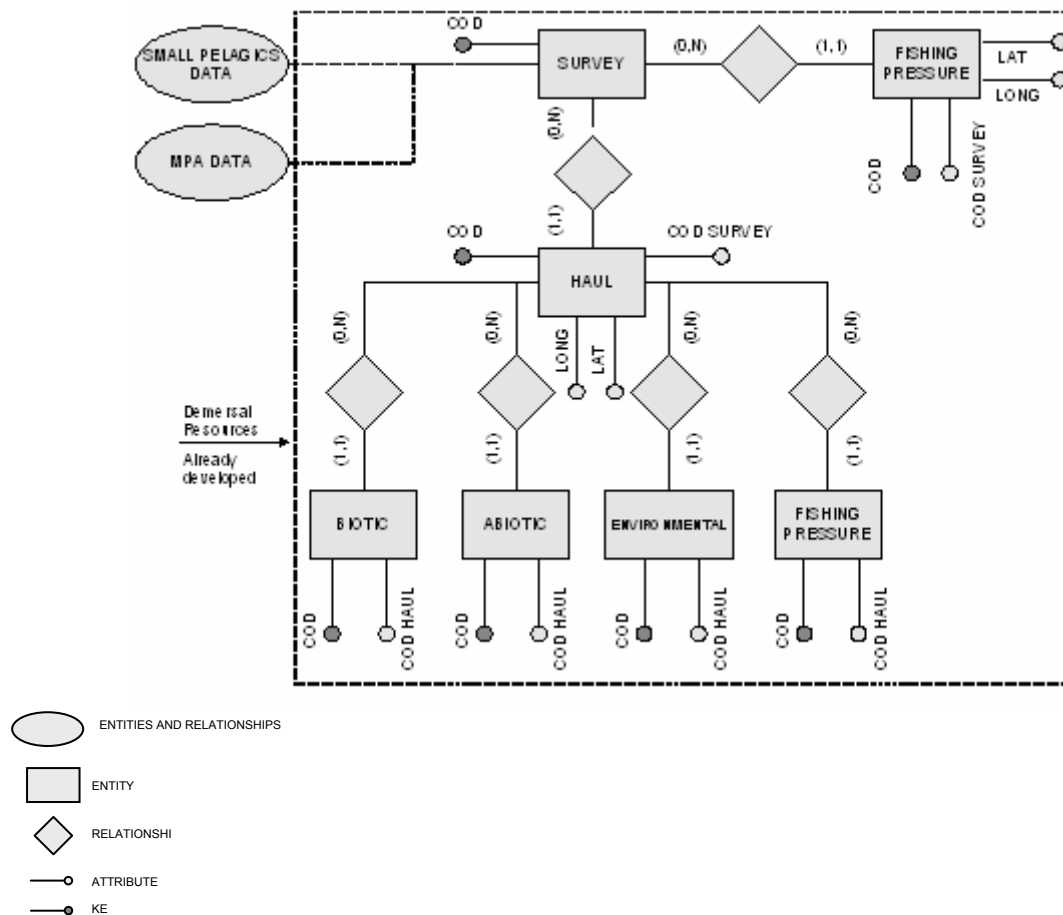 COD
SMALL PELAGICS
DATA
SURVEY
(0,N)
(1,1)
FISHING
PRESSURE
LAT
LONG
MPA DATA
(0,N)
COD
COD SURVEY
(1,1)
COD
COD SURVEY
HAUL
LONG
LAT
(0,N)
(0,N)
(0,N)
(0,N)
Demersal
Resources
Already
developed
(1,1)
(1,1)
(1,1)
(1,1)
BIOTIC
ABIOTIC
ENVIRONMENTAL
FISHING
PRESSURE
COD
COD HAUL
COD
COD HAUL
COD
COD HAUL
COD
COD HAUL
ENTITIES AND RELATIONSHIPS
ENTITY
RELATIONSHI
ATTRIBUTE
KE